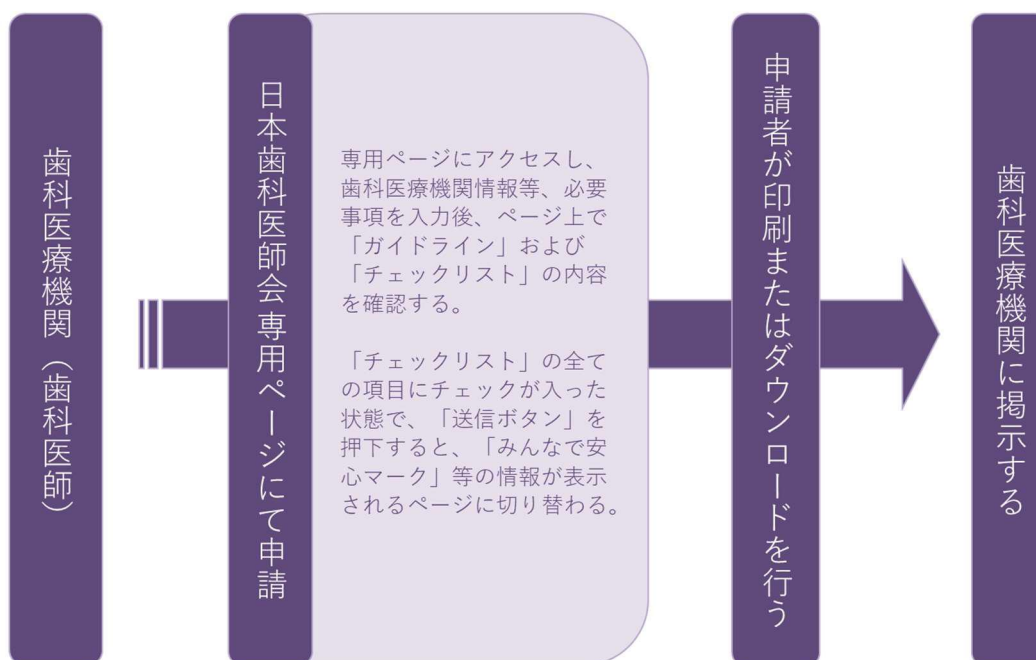 歯科医療機関（歯科医師）
日本歯科医師会 専用ページにて申請
専用ページにアクセスし、
歯科医療機関情報等、必要
事項を入力後、ページ上で
「ガイドライン」および
「チェックリスト」の内容
を確認する。
「チェックリスト」の全て
の項目にチェックが入った
状態で、「送信ボタン」を
押下すると、「みんなで安
心マーク」等の情報が表示
されるページに切り替わる。
申請者が印刷またはダウンロードを行う
歯科医療機関に掲示する